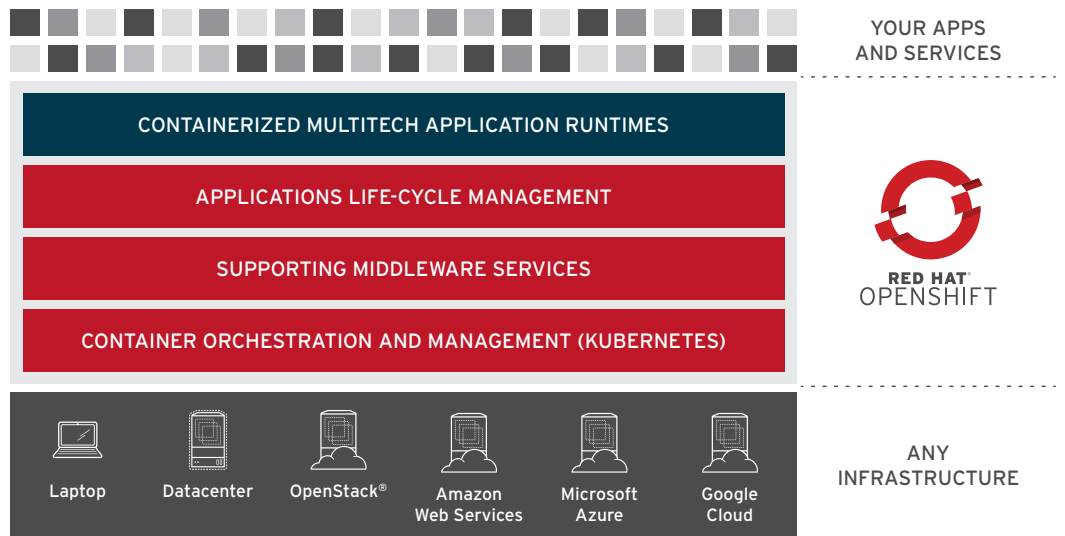 YOUR APPS
AND SERVICES
CONTAINERIZED MULTITECH APPLICATION RUNTIMES
APPLICATIONS LIFE-CYCLE MANAGEMENT
SUPPORTING MIDDLEWARE SERVICES
CONTAINER ORCHESTRATION AND MANAGEMENT (KUBERNETES)
RED HAT®
OPENSHIFT
Laptop
Datacenter
OpenStack®
Amazon
Web Services
Microsoft
Azure
Google
Cloud
ANY
INFRASTRUCTURE